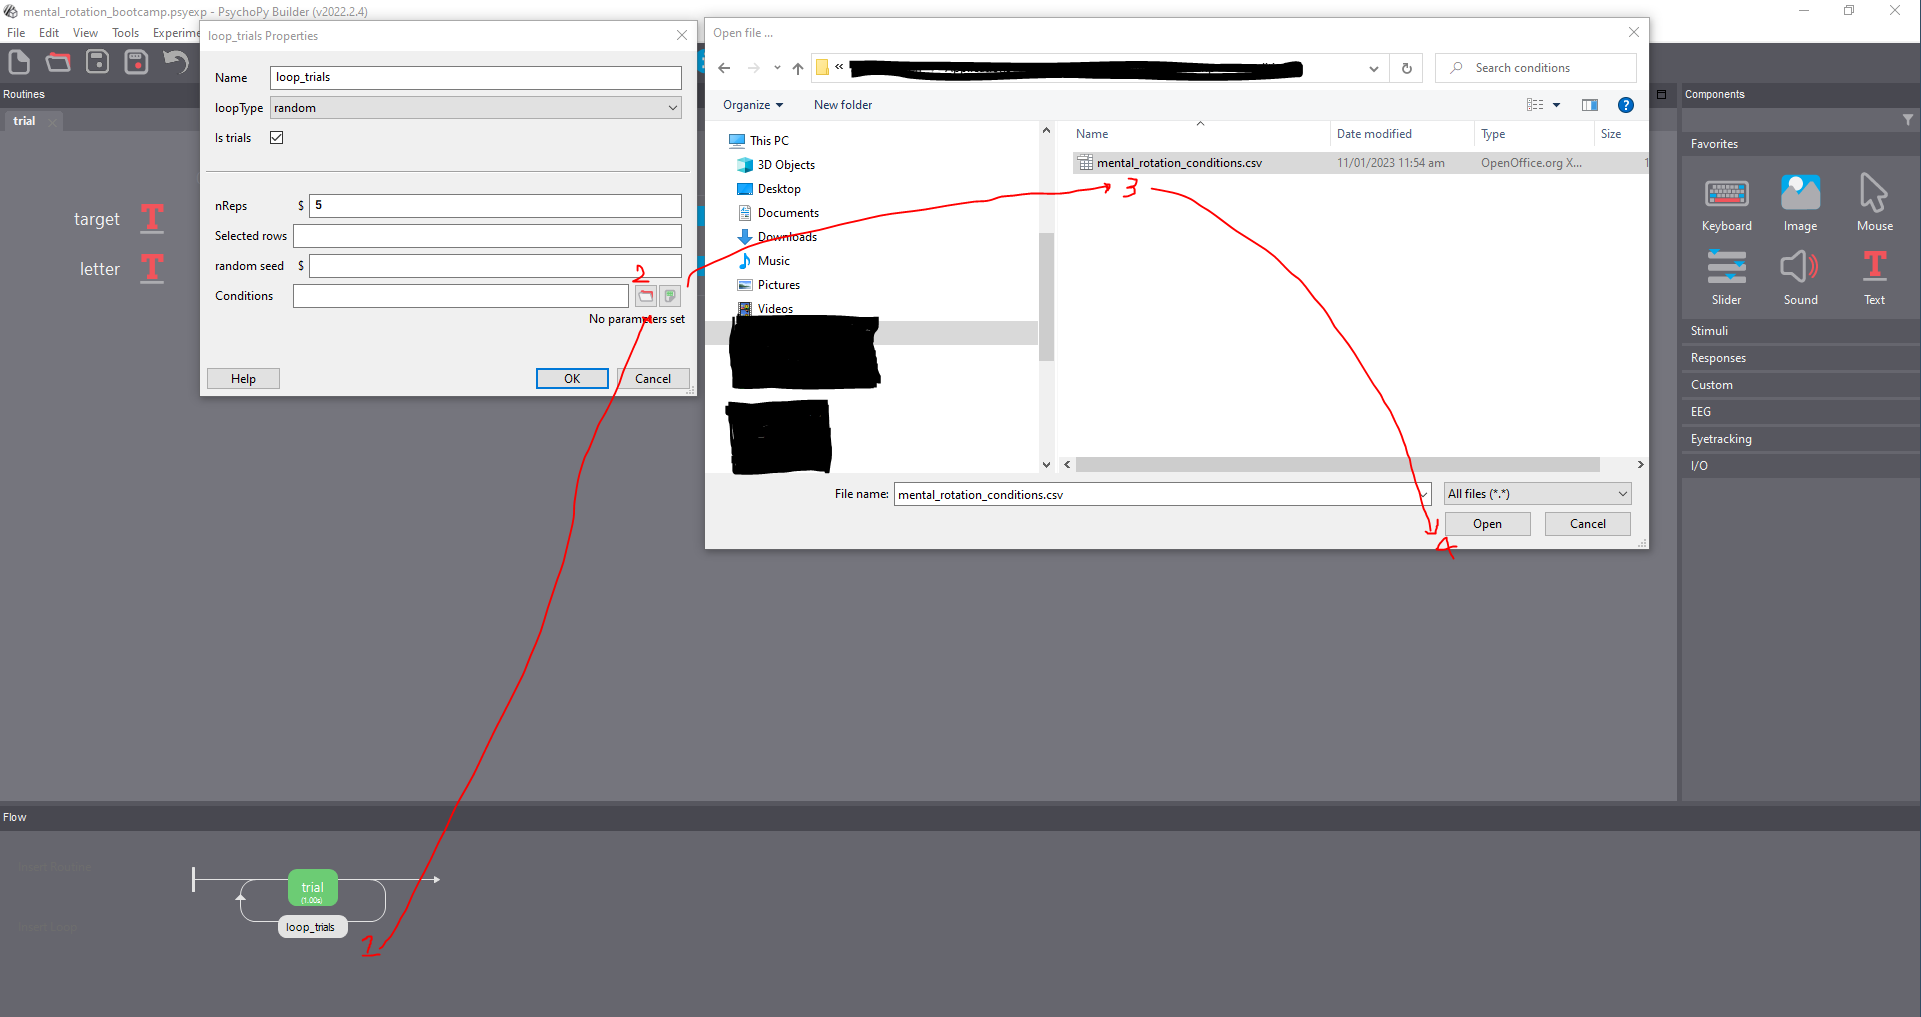 mental_rotation_bootcamp.psyexp - PsychoPy Builder (v2022.2.4)
File Edit View Tools Experime
Routines
trial
target
letter
loop_trials Properties
Name loop_trials
loopType random
Is trials
nReps $ 5
Selected rows
random seed $
2
Conditions
No parameters set
Help OK Cancel
Open file ...
«
Search conditions
Organize New folder
This PC
3D Objects
Desktop
Documents
Downloads
Music
Pictures
Videos
Name Date modified Type Size
mental_rotation_conditions.csv 11/01/2023 11:54 am OpenOffice.org X... 1
3
File name: mental_rotation_conditions.csv All files (*.*)
Open Cancel
4
Components
Favorites
Keyboard Image Mouse
Slider Sound Text
Stimuli
Responses
Custom
EEG
Eyetracking
I/O
Flow
trial
(1.00s)
loop_trials
1